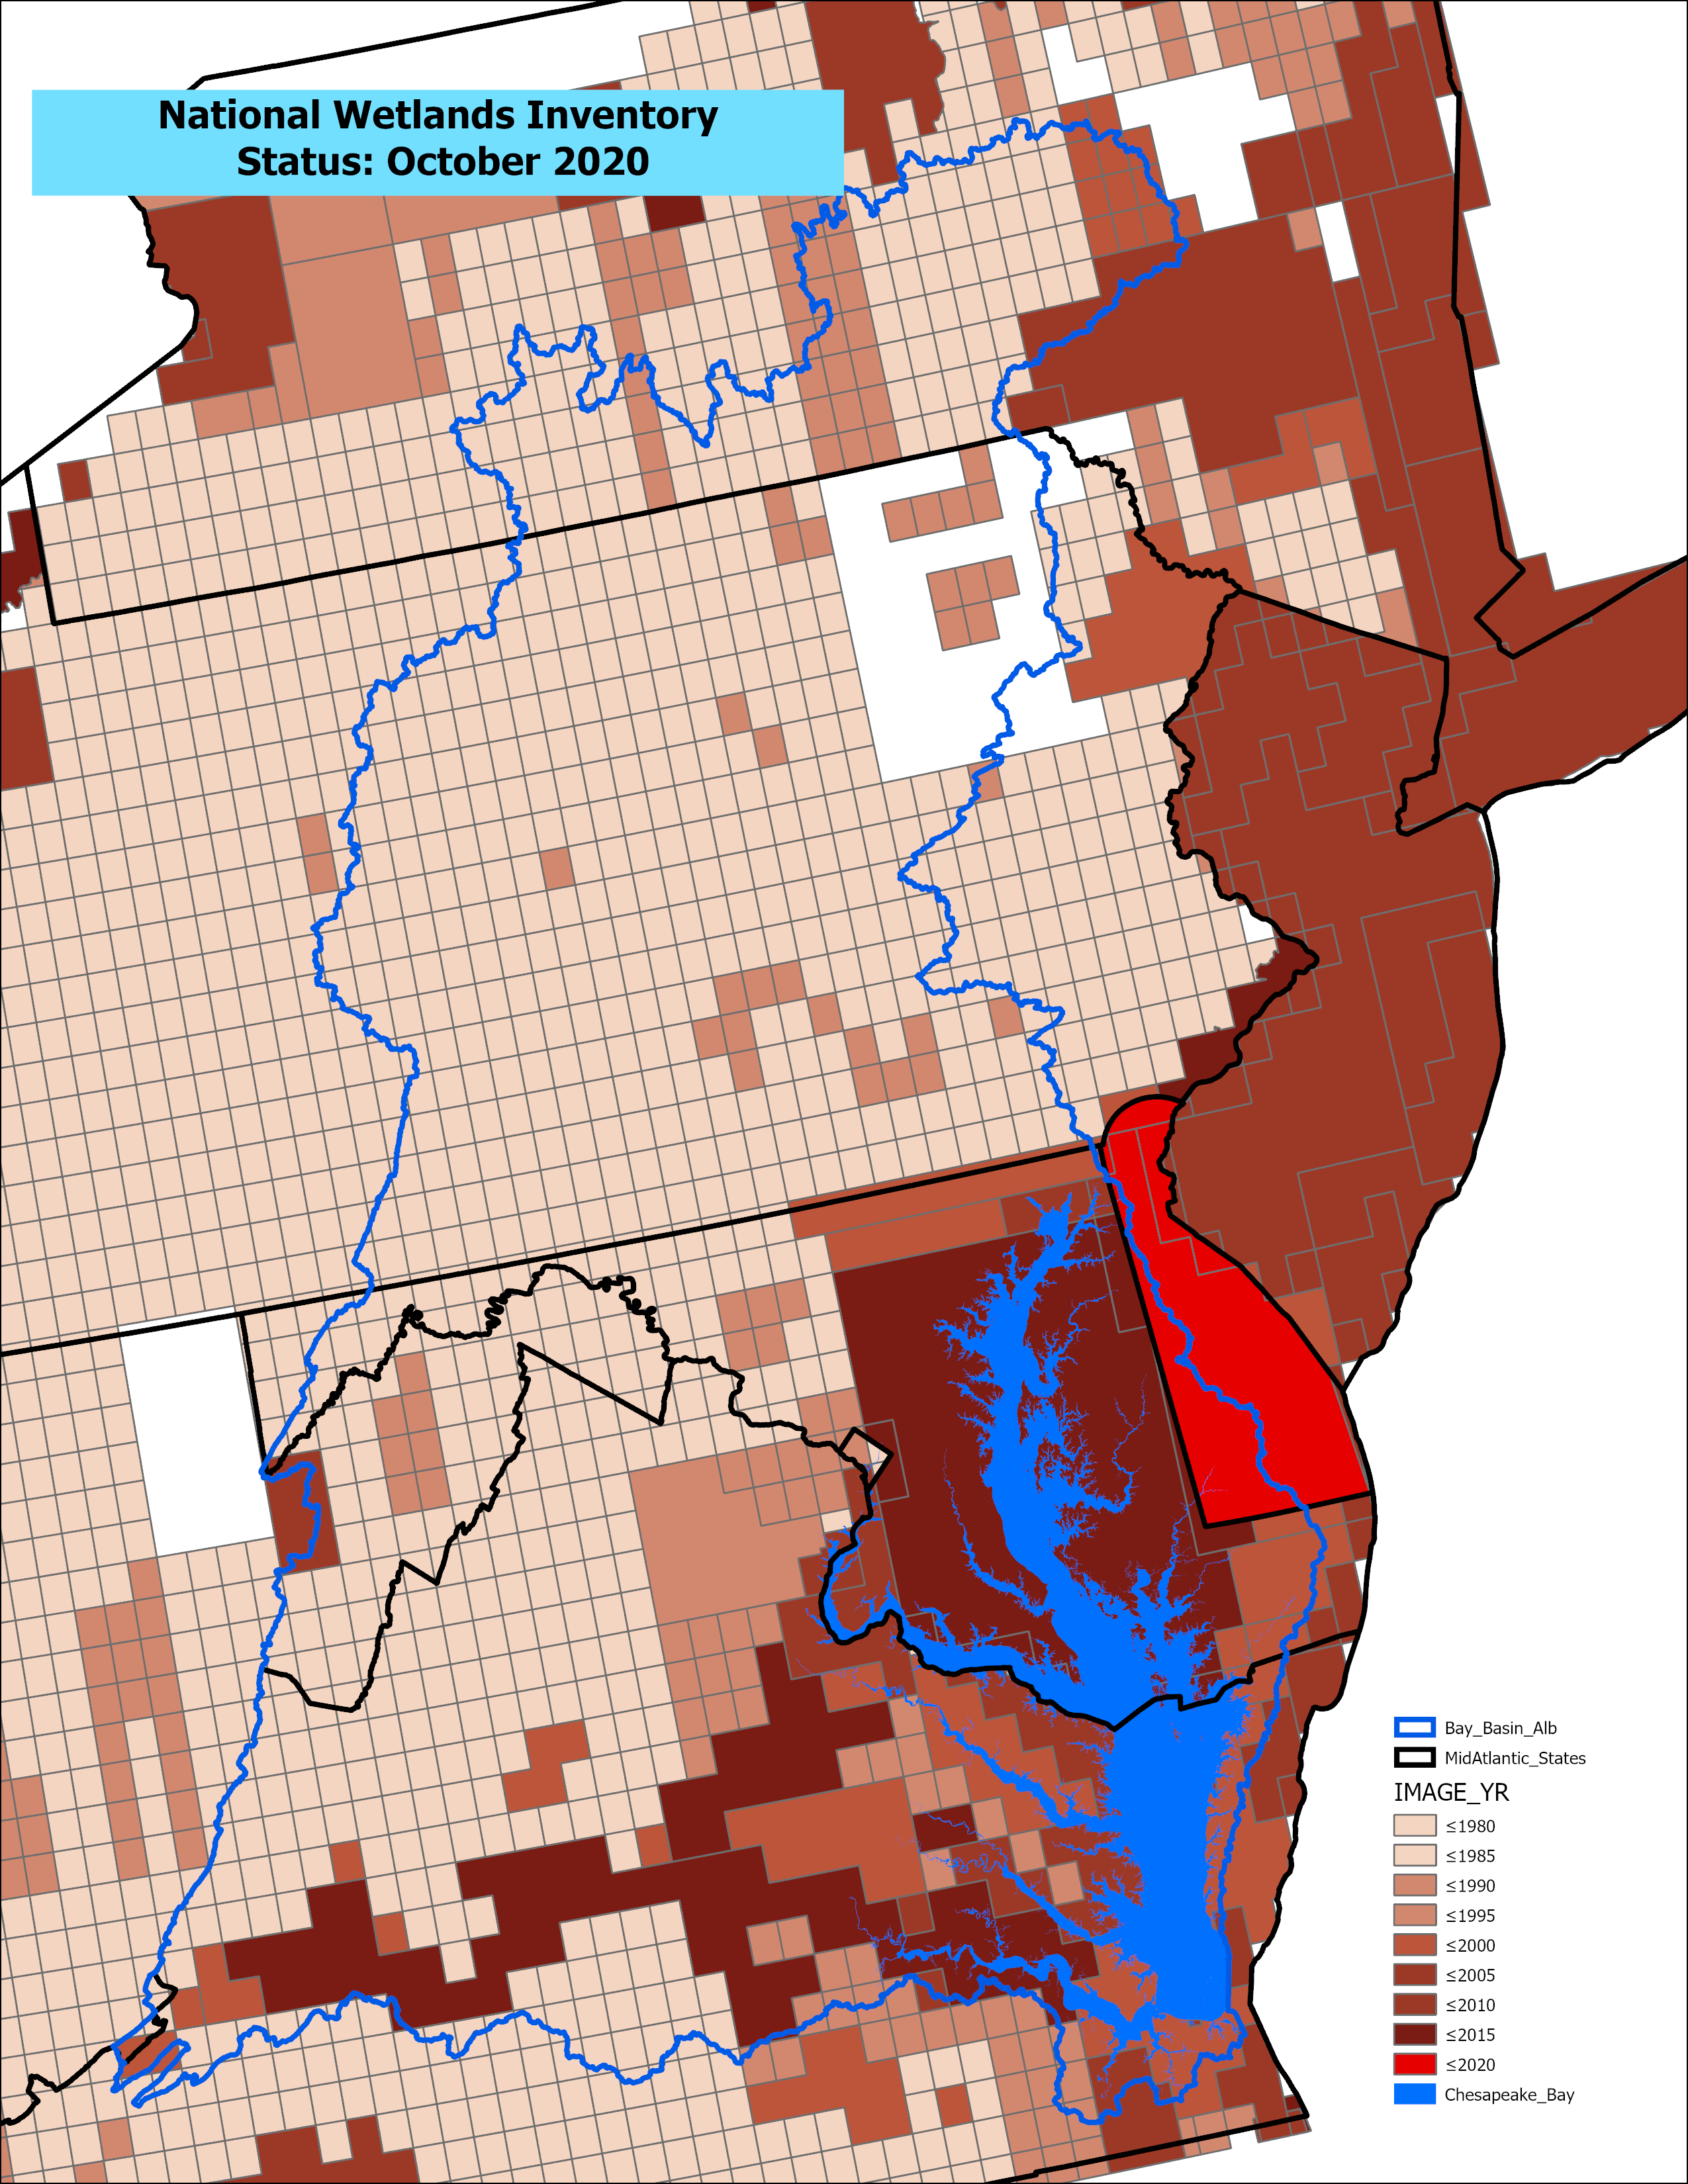 National Wetlands Inventory
Status: October 2020
Bay_Basin_Alb
MidAtlantic_States
IMAGE_YR
≤1980
≤1985
≤1990
≤1995
≤2000
≤2005
≤2010
≤2015
≤2020
Chesapeake_Bay